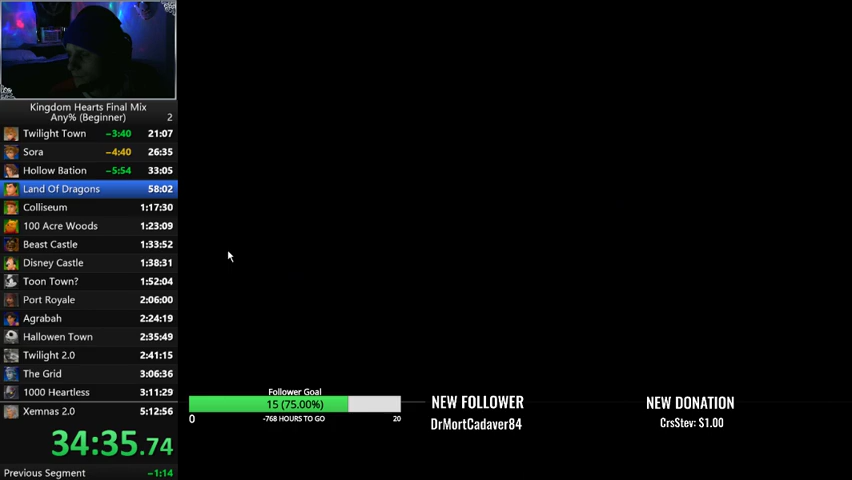 Kingdom Hearts Final Mix
Any% (Beginner) 2
Twilight Town −3:40 21:07
Sora −4:40 26:35
Hollow Bation −5:54 33:05
Land Of Dragons 58:02
Colliseum 1:17:30
100 Acre Woods 1:23:09
Beast Castle 1:33:52
Disney Castle 1:38:31
Toon Town? 1:52:04
Port Royale 2:06:00
Agrabah 2:24:19
Hallowen Town 2:35:49
Twilight 2.0 2:41:15
The Grid 3:06:36
1000 Heartless 3:11:29
Xemnas 2.0 5:12:56
34:35.74
Previous Segment −1:14
Follower Goal
15 (75.00%)
0 -768 HOURS TO GO 20
NEW FOLLOWER
DrMortCadaver84
NEW DONATION
CrsStev: $1.00